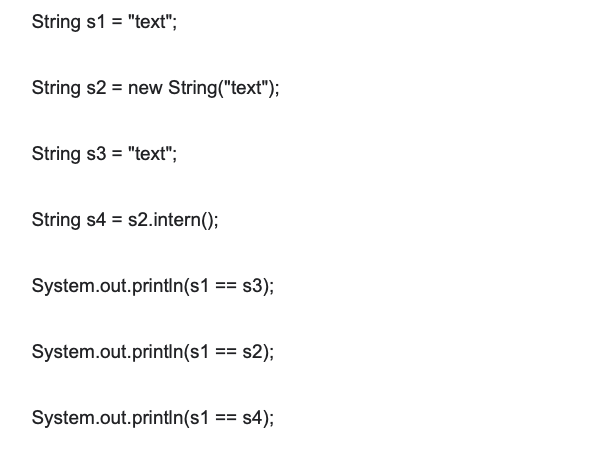 String s1 = "text";
String s2 = new String("text");
String s3 = "text";
String s4 = s2.intern();
System.out.println(s1 == s3);
System.out.println(s1 == s2);
System.out.println(s1 == s4);